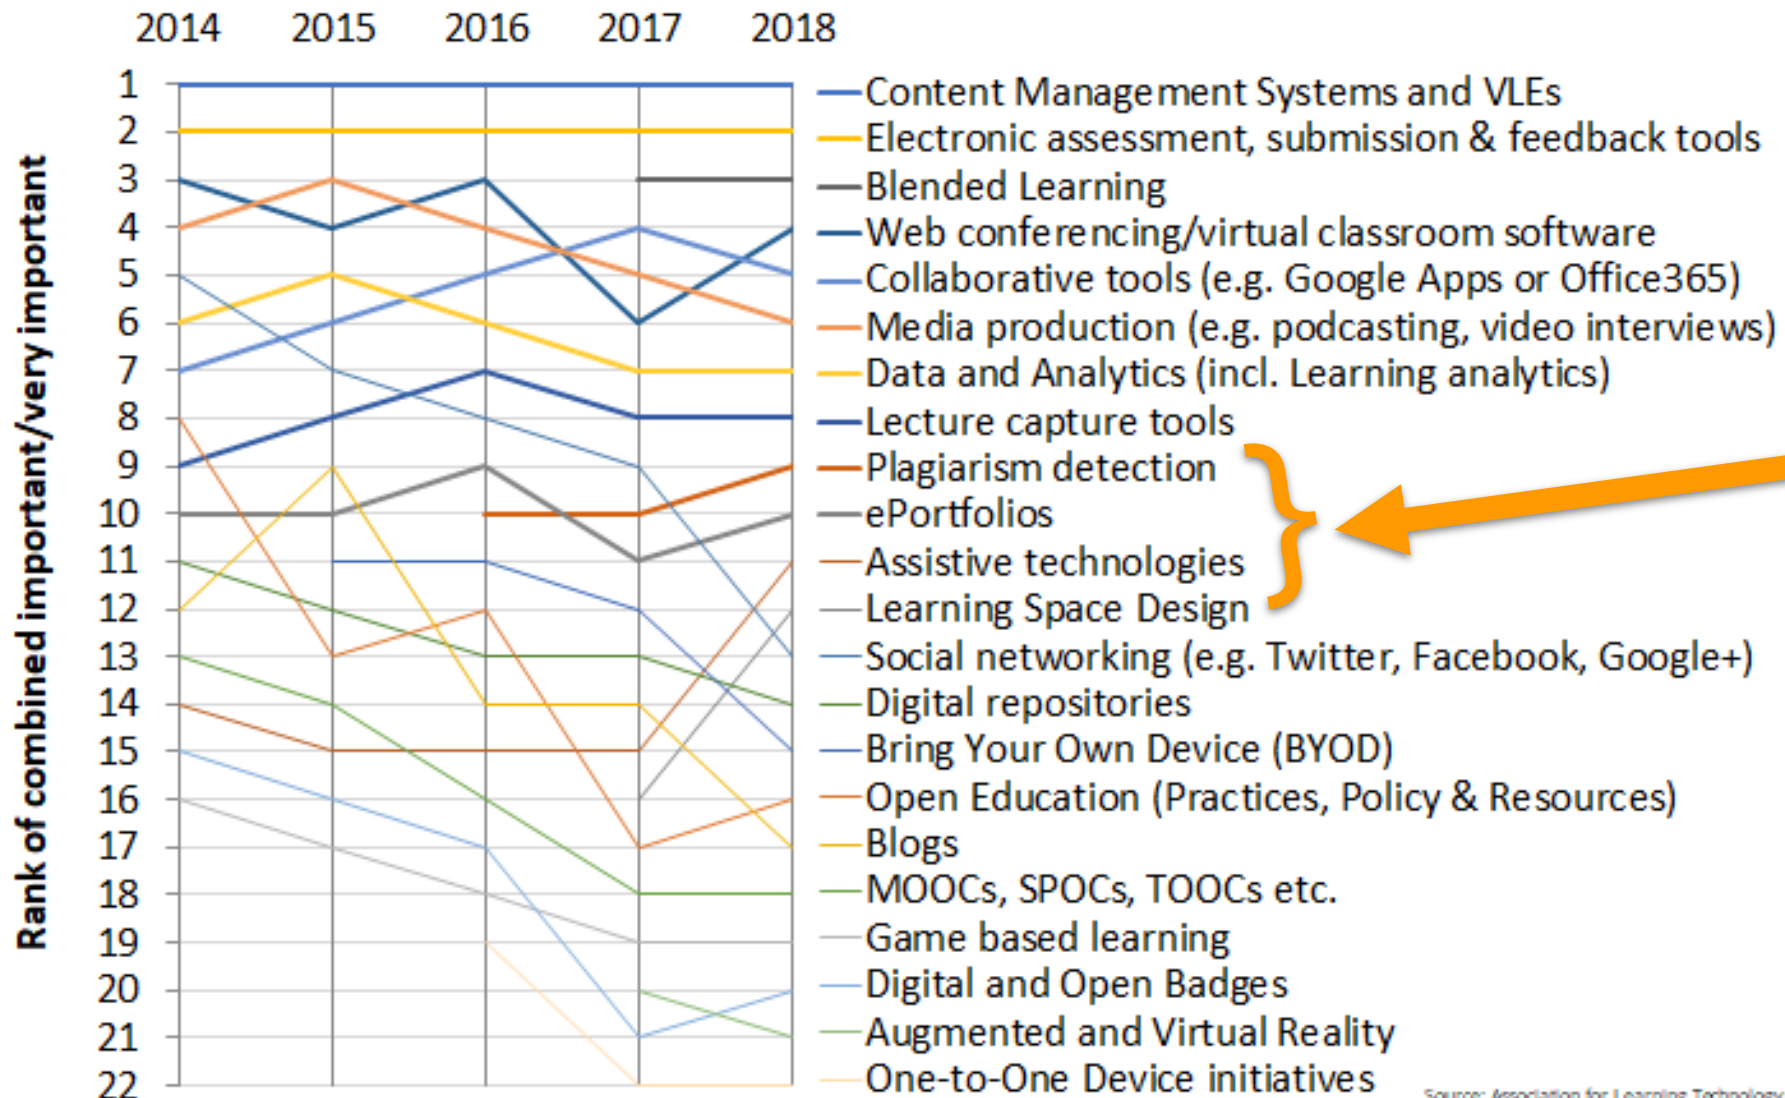 2014 2015 2016 2017 2018
Rank of combined important/very important
1
2
3
4
5
6
7
8
9
10
11
12
13
14
15
16
17
18
19
20
21
22
Content Management Systems and VLEs
Electronic assessment, submission & feedback tools
Blended Learning
Web conferencing/virtual classroom software
Collaborative tools (e.g. Google Apps or Office365)
Media production (e.g. podcasting, video interviews)
Data and Analytics (incl. Learning analytics)
Lecture capture tools
Plagiarism detection
ePortfolios
Assistive technologies
Learning Space Design
Social networking (e.g. Twitter, Facebook, Google+)
Digital repositories
Bring Your Own Device (BYOD)
Open Education (Practices, Policy & Resources)
Blogs
MOOCs, SPOCs, TOOCs etc.
Game based learning
Digital and Open Badges
Augmented and Virtual Reality
One-to-One Device initiatives
Source: Association for Learning Technology